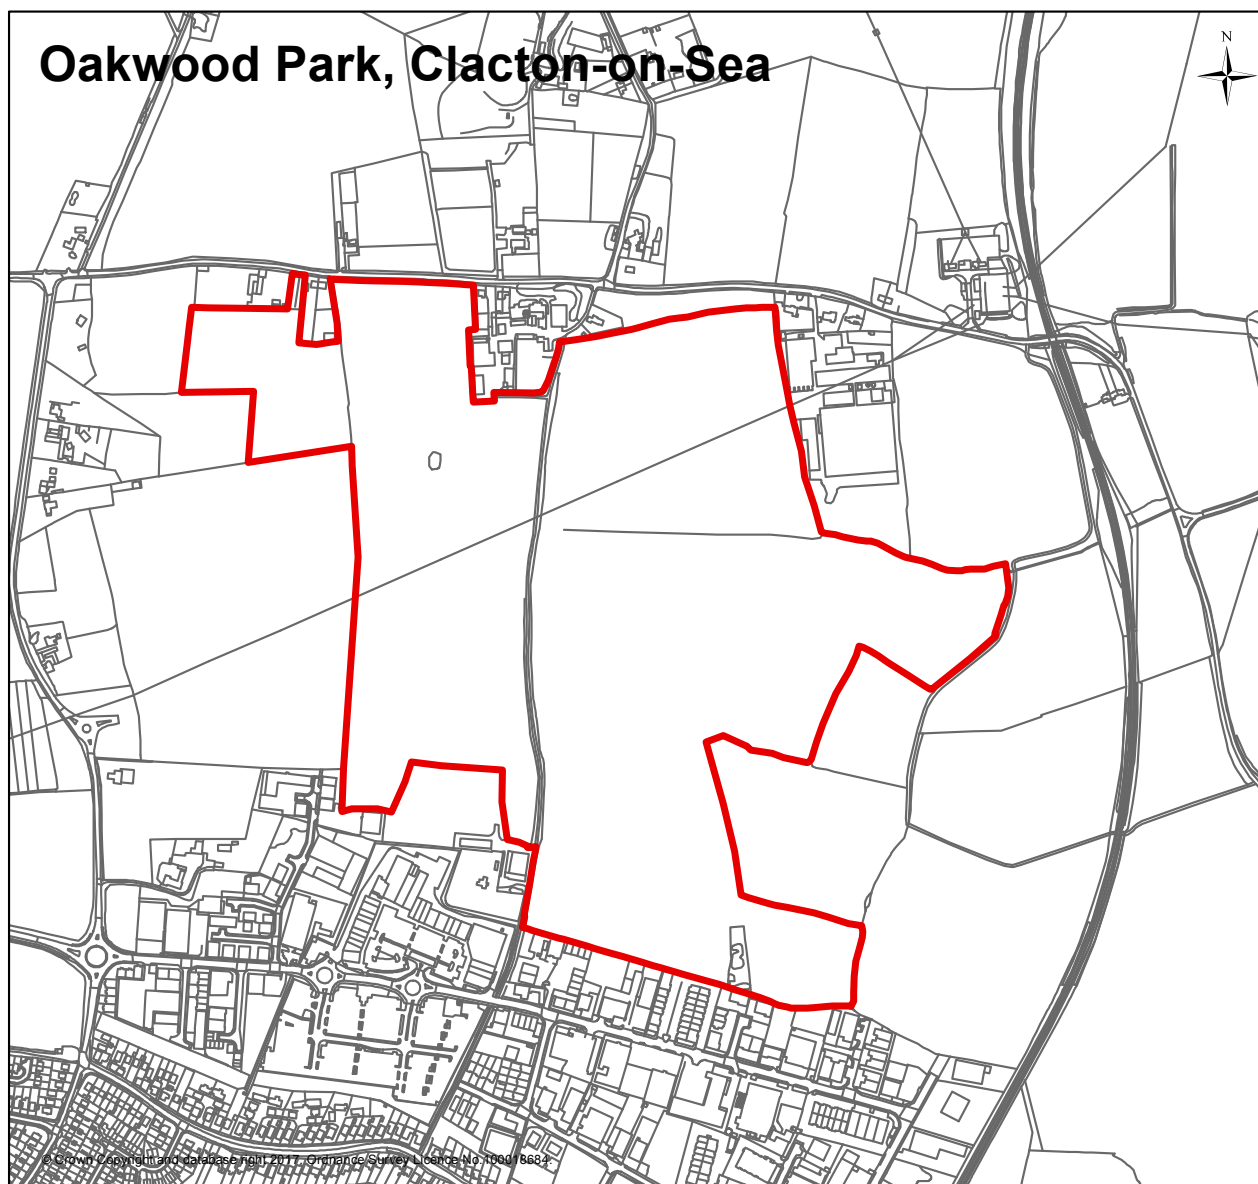 Oakwood Park, Clacton-on-Sea
N
© Crown Copyright and database right 2017. Ordnance Survey Licence No.100018684.